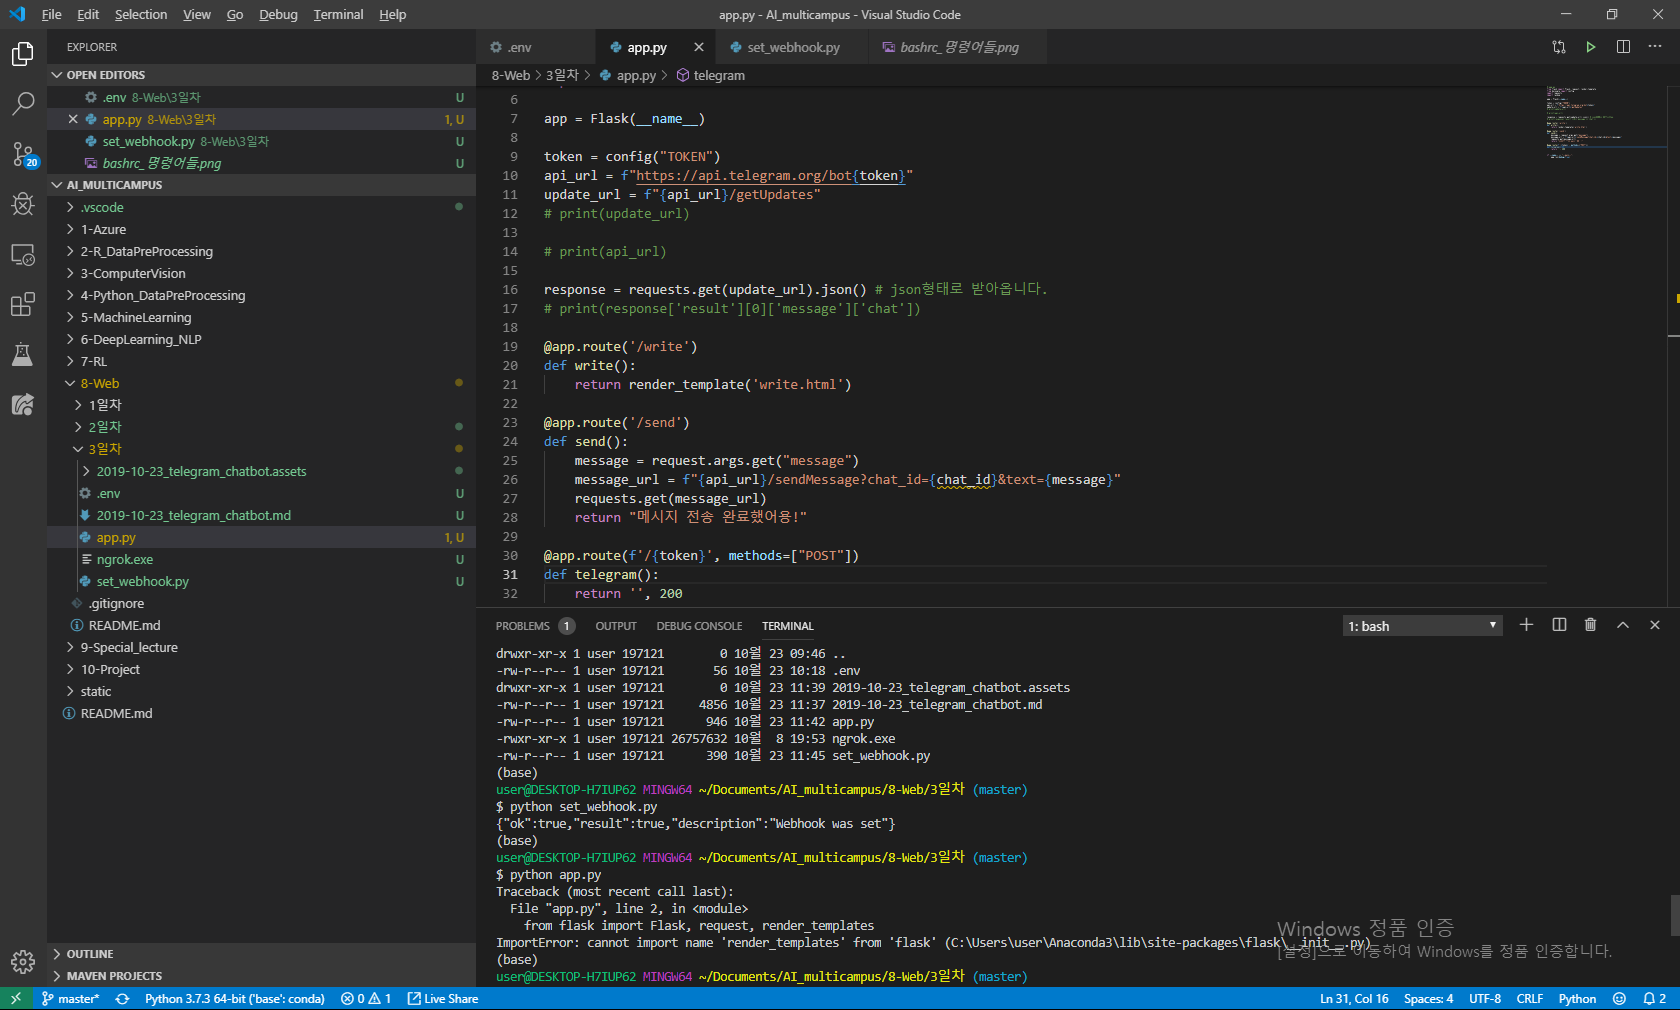 File Edit Selection View Go Debug Terminal Help
app.py - AI_multicampus - Visual Studio Code
EXPLORER
OPEN EDITORS
.env 8-Web\3일차 U
app.py 8-Web\3일차 1, U
set_webhook.py 8-Web\3일차 U
bashrc_명령어들.png U
AI_MULTICAMPUS
.vscode
1-Azure
2-R_DataPreProcessing
3-ComputerVision
4-Python_DataPreProcessing
5-MachineLearning
6-DeepLearning_NLP
7-RL
8-Web
1일차
2일차
3일차
2019-10-23_telegram_chatbot.assets
.env U
2019-10-23_telegram_chatbot.md U
app.py 1, U
ngrok.exe U
set_webhook.py U
.gitignore
README.md
9-Special_lecture
10-Project
static
README.md
OUTLINE
MAVEN PROJECTS
20
.env app.py set_webhook.py bashrc_명령어들.png
8-Web > 3일차 > app.py > telegram
6
7 app = Flask(__name__)
8
9 token = config("TOKEN")
10 api_url = f"https://api.telegram.org/bot{token}"
11 update_url = f"{api_url}/getUpdates"
12 # print(update_url)
13
14 # print(api_url)
15
16 response = requests.get(update_url).json() # json형태로 받아옵니다.
17 # print(response['result'][0]['message']['chat'])
18
19 @app.route('/write')
20 def write():
21 return render_template('write.html')
22
23 @app.route('/send')
24 def send():
25 message = request.args.get("message")
26 message_url = f"{api_url}/sendMessage?chat_id={chat_id}&text={message}"
27 requests.get(message_url)
28 return "메시지 전송 완료했어용!"
29
30 @app.route(f'/{token}', methods=["POST"])
31 def telegram():
32 return '', 200
PROBLEMS 1 OUTPUT DEBUG CONSOLE TERMINAL 1: bash
drwxr-xr-x 1 user 197121 0 10월 23 09:46 ..
-rw-r--r-- 1 user 197121 56 10월 23 10:18 .env
drwxr-xr-x 1 user 197121 0 10월 23 11:39 2019-10-23_telegram_chatbot.assets
-rw-r--r-- 1 user 197121 4856 10월 23 11:37 2019-10-23_telegram_chatbot.md
-rw-r--r-- 1 user 197121 946 10월 23 11:42 app.py
-rwxr-xr-x 1 user 197121 26757632 10월 8 19:53 ngrok.exe
-rw-r--r-- 1 user 197121 390 10월 23 11:45 set_webhook.py
(base)
user@DESKTOP-H7IUP62 MINGW64 ~/Documents/AI_multicampus/8-Web/3일차 (master)
$ python set_webhook.py
{"ok":true,"result":true,"description":"Webhook was set"}
(base)
user@DESKTOP-H7IUP62 MINGW64 ~/Documents/AI_multicampus/8-Web/3일차 (master)
$ python app.py
Traceback (most recent call last):
File "app.py", line 2, in <module>
from flask import Flask, request, render_templates
ImportError: cannot import name 'render_templates' from 'flask' (C:\Users\user\Anaconda3\lib\site-packages\flask\__init__.py)
(base)
user@DESKTOP-H7IUP62 MINGW64 ~/Documents/AI_multicampus/8-Web/3일차 (master)
Windows 정품 인증
[설정]으로 이동하여 Windows를 정품 인증합니다.
master* Python 3.7.3 64-bit ('base': conda) 0 1 Live Share Ln 31, Col 16 Spaces: 4 UTF-8 CRLF Python 2